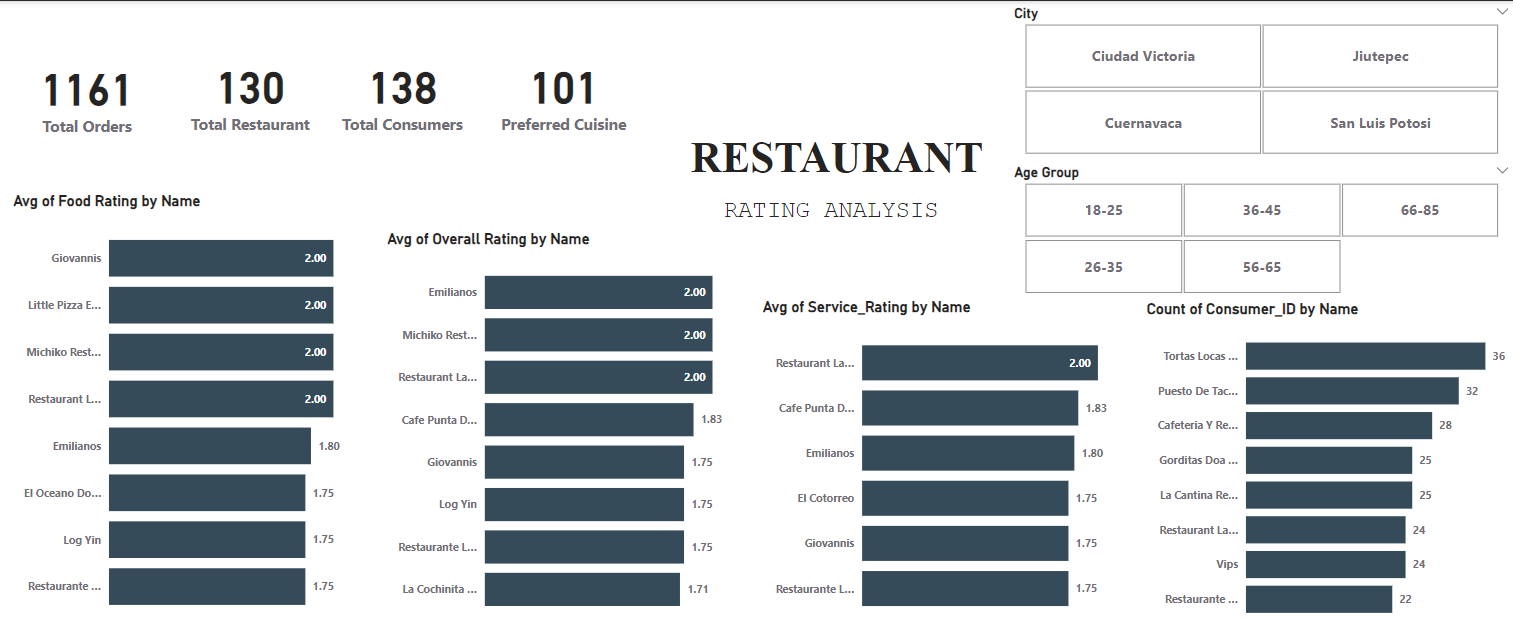 1161
Total Orders
130
Total Restaurant
138
Total Consumers
101
Preferred Cuisine
RESTAURANT
RATING ANALYSIS
City
Ciudad Victoria
Jiutepec
Cuernavaca
San Luis Potosi
Age Group
18-25
36-45
66-85
26-35
56-65
Avg of Food Rating by Name
Giovannis 2.00
Little Pizza E... 2.00
Michiko Rest... 2.00
Restaurant L... 2.00
Emilianos 1.80
El Oceano Do... 1.75
Log Yin 1.75
Restaurante ... 1.75
Avg of Overall Rating by Name
Emilianos 2.00
Michiko Rest... 2.00
Restaurant La... 2.00
Cafe Punta D... 1.83
Giovannis 1.75
Log Yin 1.75
Restaurante L... 1.75
La Cochinita ... 1.71
Avg of Service_Rating by Name
Restaurant La... 2.00
Cafe Punta D... 1.83
Emilianos 1.80
El Cotorreo 1.75
Giovannis 1.75
Restaurante L... 1.75
Count of Consumer_ID by Name
Tortas Locas ... 36
Puesto De Tac... 32
Cafeteria Y Re... 28
Gorditas Doa ... 25
La Cantina Re... 25
Restaurant La... 24
Vips 24
Restaurante ... 22